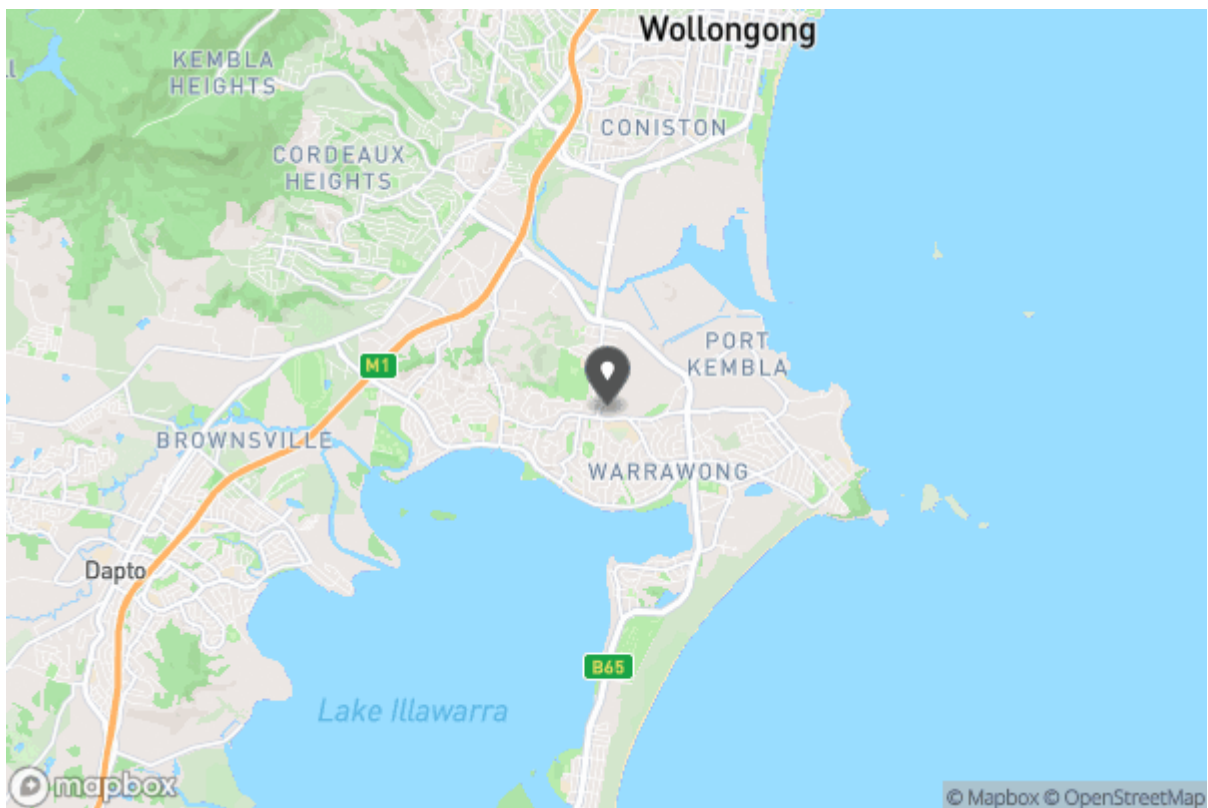 Wollongong
KEMBLA
HEIGHTS
CONISTON
CORDEAUX
HEIGHTS
PORT
KEMBLA
M1
BROWNSVILLE
WARRAWONG
Dapto
B65
Lake Illawarra
mapbox
© Mapbox © OpenStreetMap